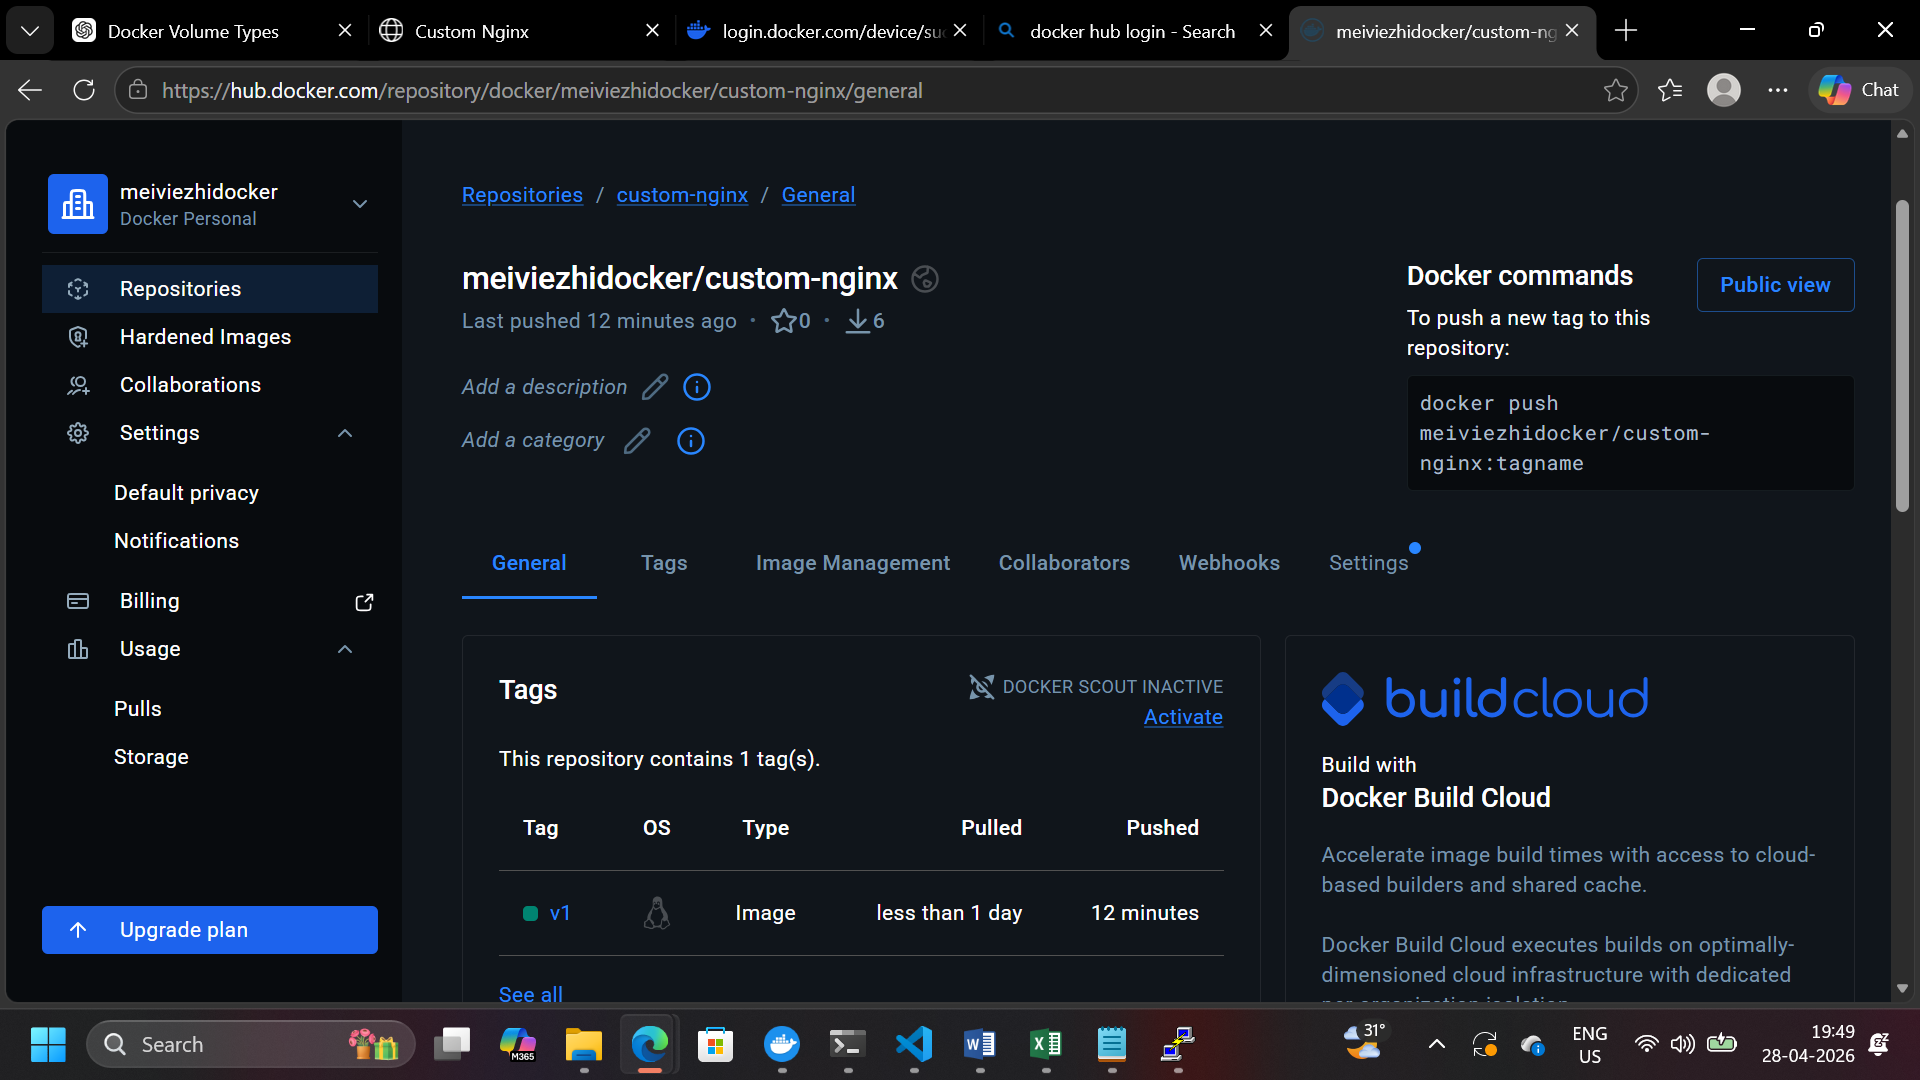 Docker Volume Types
Custom Nginx
login.docker.com/device/su
docker hub login - Search
meiviezhidocker/custom-ng
https://hub.docker.com/repository/docker/meiviezhidocker/custom-nginx/general
Chat
meiviezhidocker
Docker Personal
Repositories
Hardened Images
Collaborations
Settings
Default privacy
Notifications
Billing
Usage
Pulls
Storage
Upgrade plan
Repositories / custom-nginx / General
meiviezhidocker/custom-nginx
Last pushed 12 minutes ago · 0 · 6
Add a description
Add a category
Docker commands
Public view
To push a new tag to this
repository:
docker push
meiviezhidocker/custom-
nginx:tagname
General Tags Image Management Collaborators Webhooks Settings
Tags
DOCKER SCOUT INACTIVE
Activate
This repository contains 1 tag(s).
Tag OS Type Pulled Pushed
v1 Image less than 1 day 12 minutes
See all
buildcloud
Build with
Docker Build Cloud
Accelerate image build times with access to cloud-
based builders and shared cache.
Docker Build Cloud executes builds on optimally-
dimensioned cloud infrastructure with dedicated
Search
M365
31°
ENG
US
19:49
28-04-2026